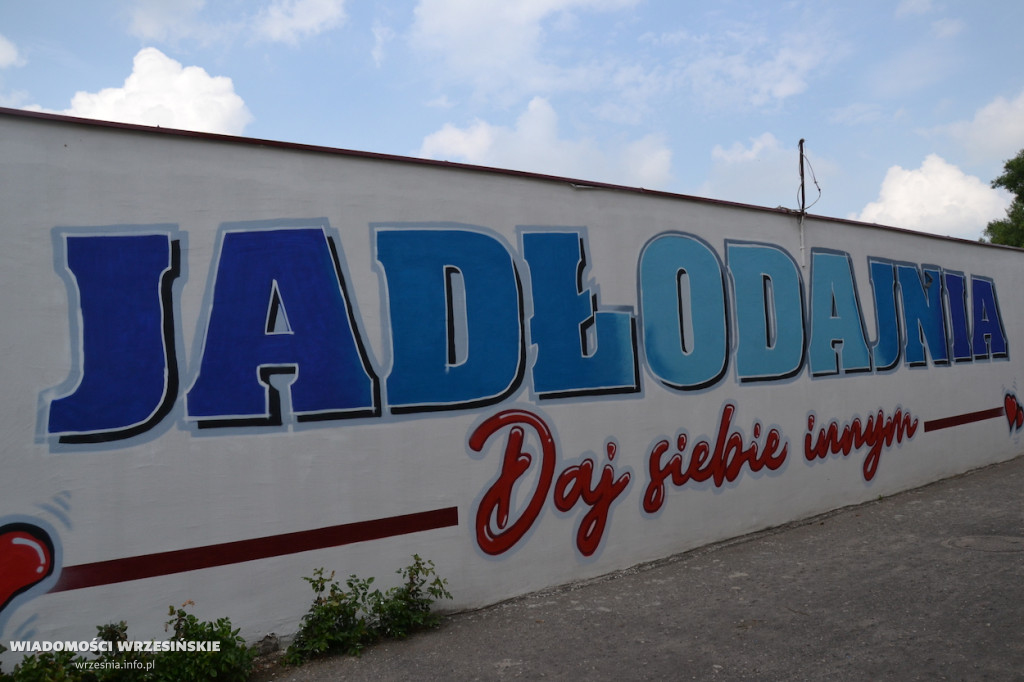 JADŁODAJNIA
Daj siebie innym
WIADOMOŚCI WRZESIŃSKIE
wrzesnia.info.pl